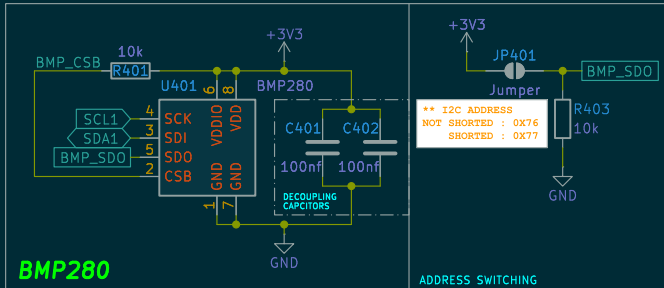 +3V3
10k
BMP_CSB
R401
U401
BMP280
6
8
VDDIO
VDD
SCL1
4
SCK
SDA1
3
SDI
BMP_SDO
5
SDO
2
CSB
GND
GND
1
7
C401
C402
100nf
100nf
DECOUPLING
CAPCITORS
GND
BMP280
+3V3
JP401
BMP_SDO
Jumper
** I2C ADDRESS
NOT SHORTED : 0X76
SHORTED : 0X77
R403
10k
GND
ADDRESS SWITCHING